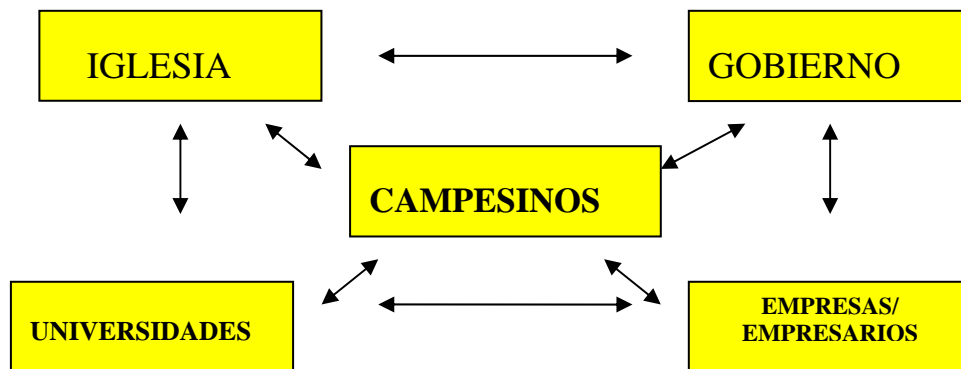 IGLESIA
GOBIERNO
CAMPESINOS
UNIVERSIDADES
EMPRESAS/
EMPRESARIOS